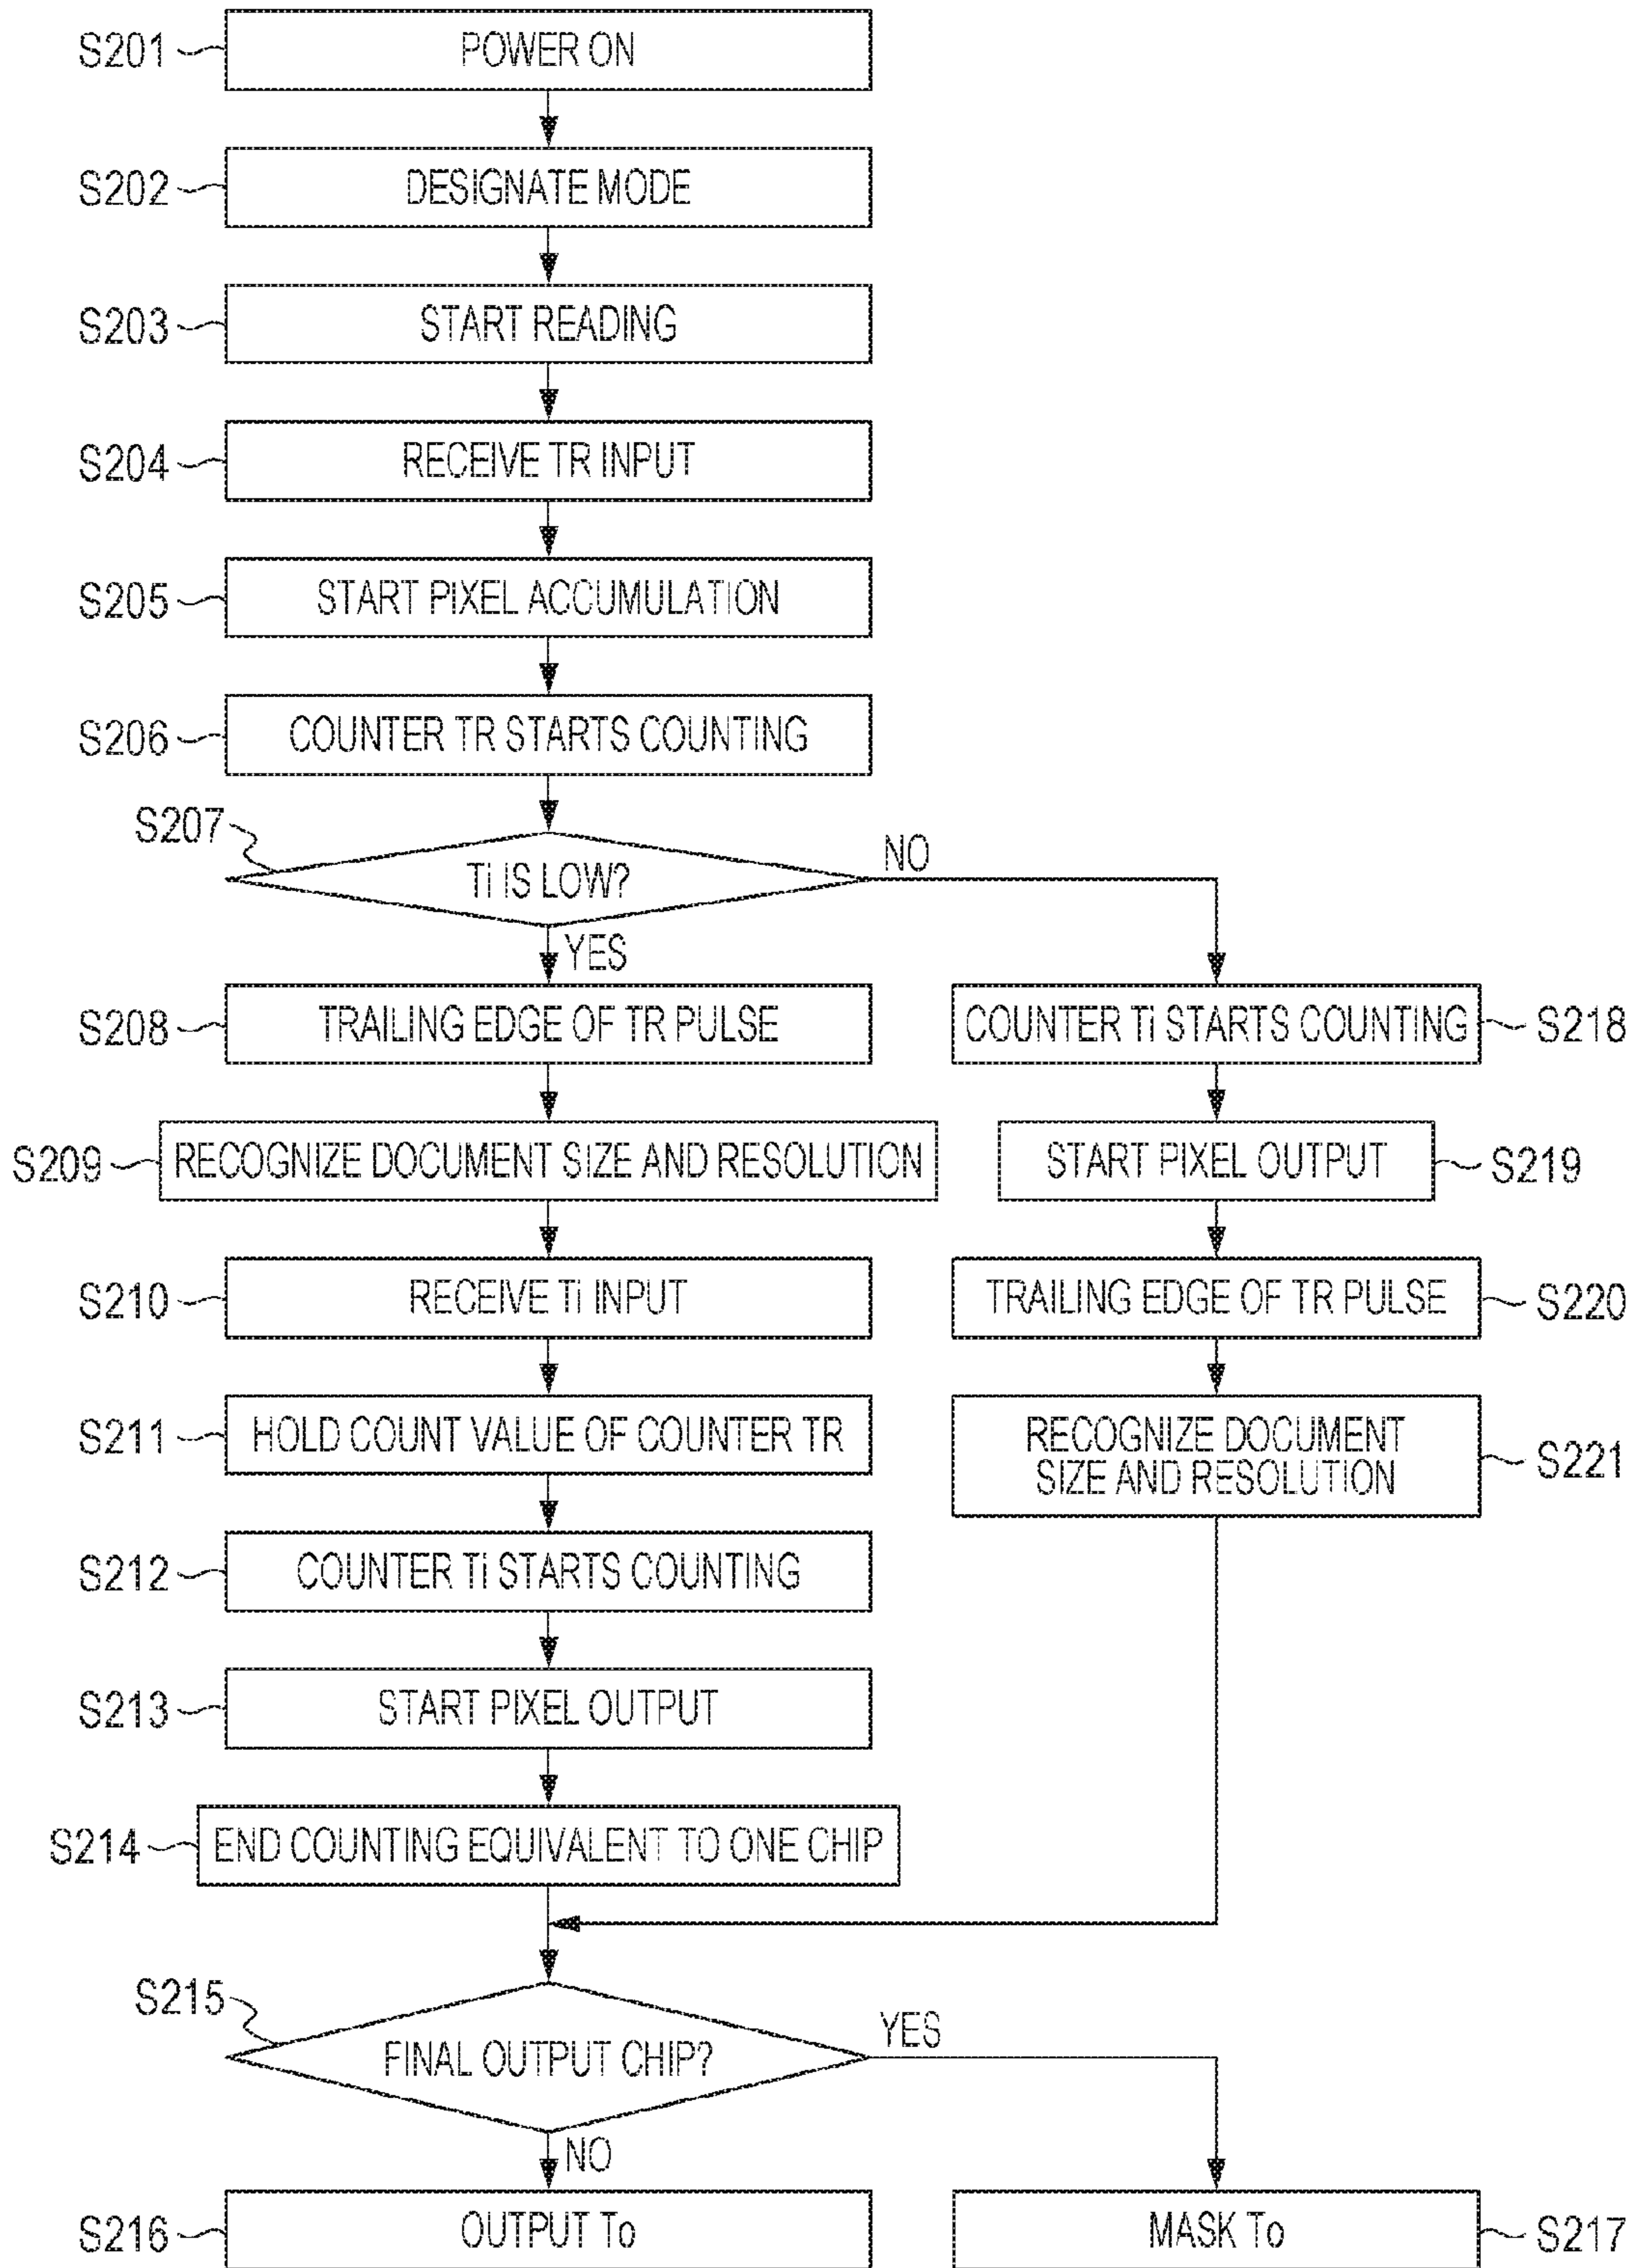 S201
POWER ON
S202
DESIGNATE MODE
S203
START READING
S204
RECEIVE TR INPUT
S205
START PIXEL ACCUMULATION
S206
COUNTER TR STARTS COUNTING
S207
Ti IS LOW?
NO
YES
S208
TRAILING EDGE OF TR PULSE
COUNTER Ti STARTS COUNTING
S218
S209
RECOGNIZE DOCUMENT SIZE AND RESOLUTION
START PIXEL OUTPUT
S219
S210
RECEIVE Ti INPUT
TRAILING EDGE OF TR PULSE
S220
S211
HOLD COUNT VALUE OF COUNTER TR
RECOGNIZE DOCUMENT
SIZE AND RESOLUTION
S221
S212
COUNTER Ti STARTS COUNTING
S213
START PIXEL OUTPUT
S214
END COUNTING EQUIVALENT TO ONE CHIP
S215
FINAL OUTPUT CHIP?
YES
NO
S216
OUTPUT To
MASK To
S217